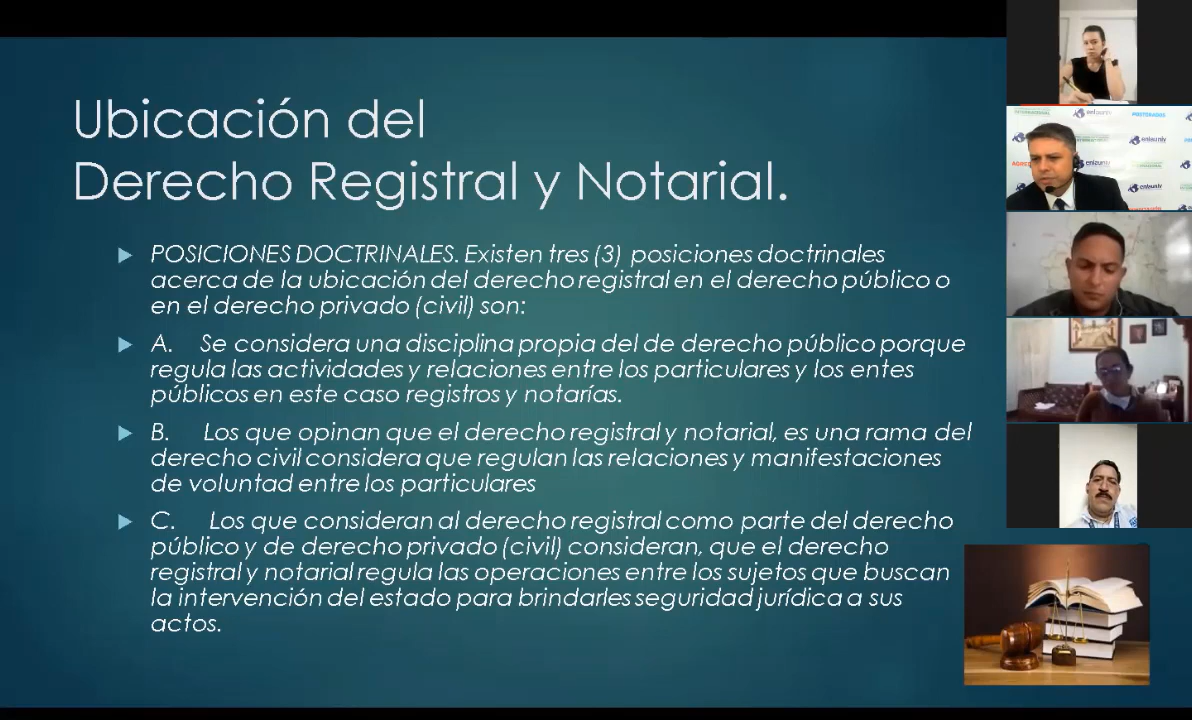 Ubicación del
Derecho Registral y Notarial.
POSICIONES DOCTRINALES. Existen tres (3) posiciones doctrinales
acerca de la ubicación del derecho registral en el derecho público o
en el derecho privado (civil) son:
A. Se considera una disciplina propia del de derecho público porque
regula las actividades y relaciones entre los particulares y los entes
públicos en este caso registros y notarías.
B. Los que opinan que el derecho registral y notarial, es una rama del
derecho civil considera que regulan las relaciones y manifestaciones
de voluntad entre los particulares
C. Los que consideran al derecho registral como parte del derecho
público y de derecho privado (civil) consideran, que el derecho
registral y notarial regula las operaciones entre los sujetos que buscan
la intervención del estado para brindarles seguridad jurídica a sus
actos.